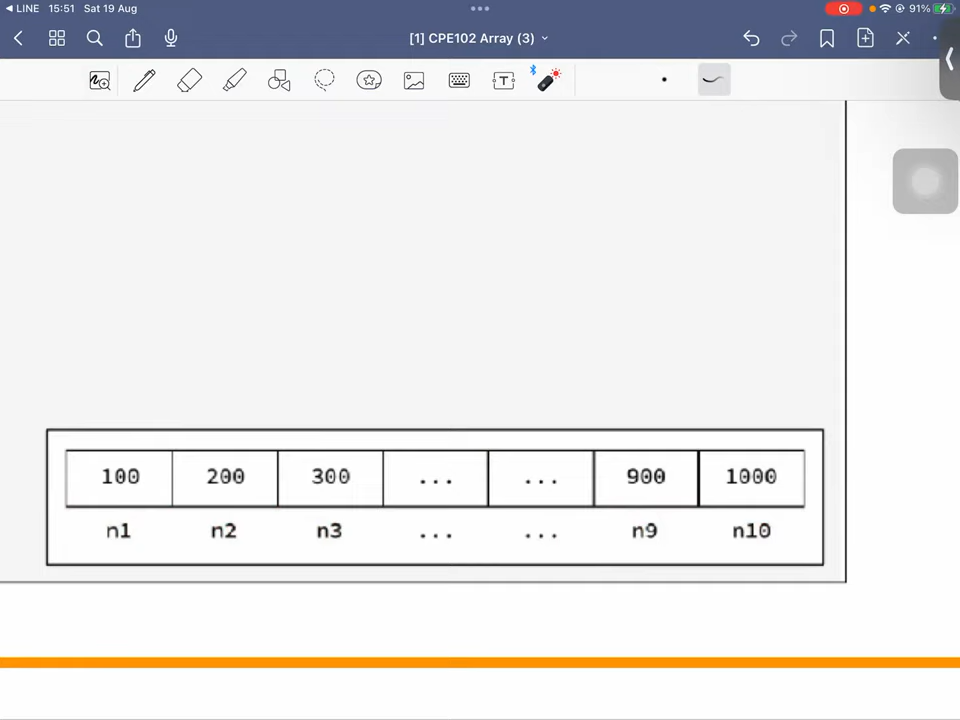 LINE 15:51 Sat 19 Aug 91%
[1] CPE102 Array (3)
T
100 200 300 ... ... 900 1000
n1 n2 n3 ... ... n9 n10